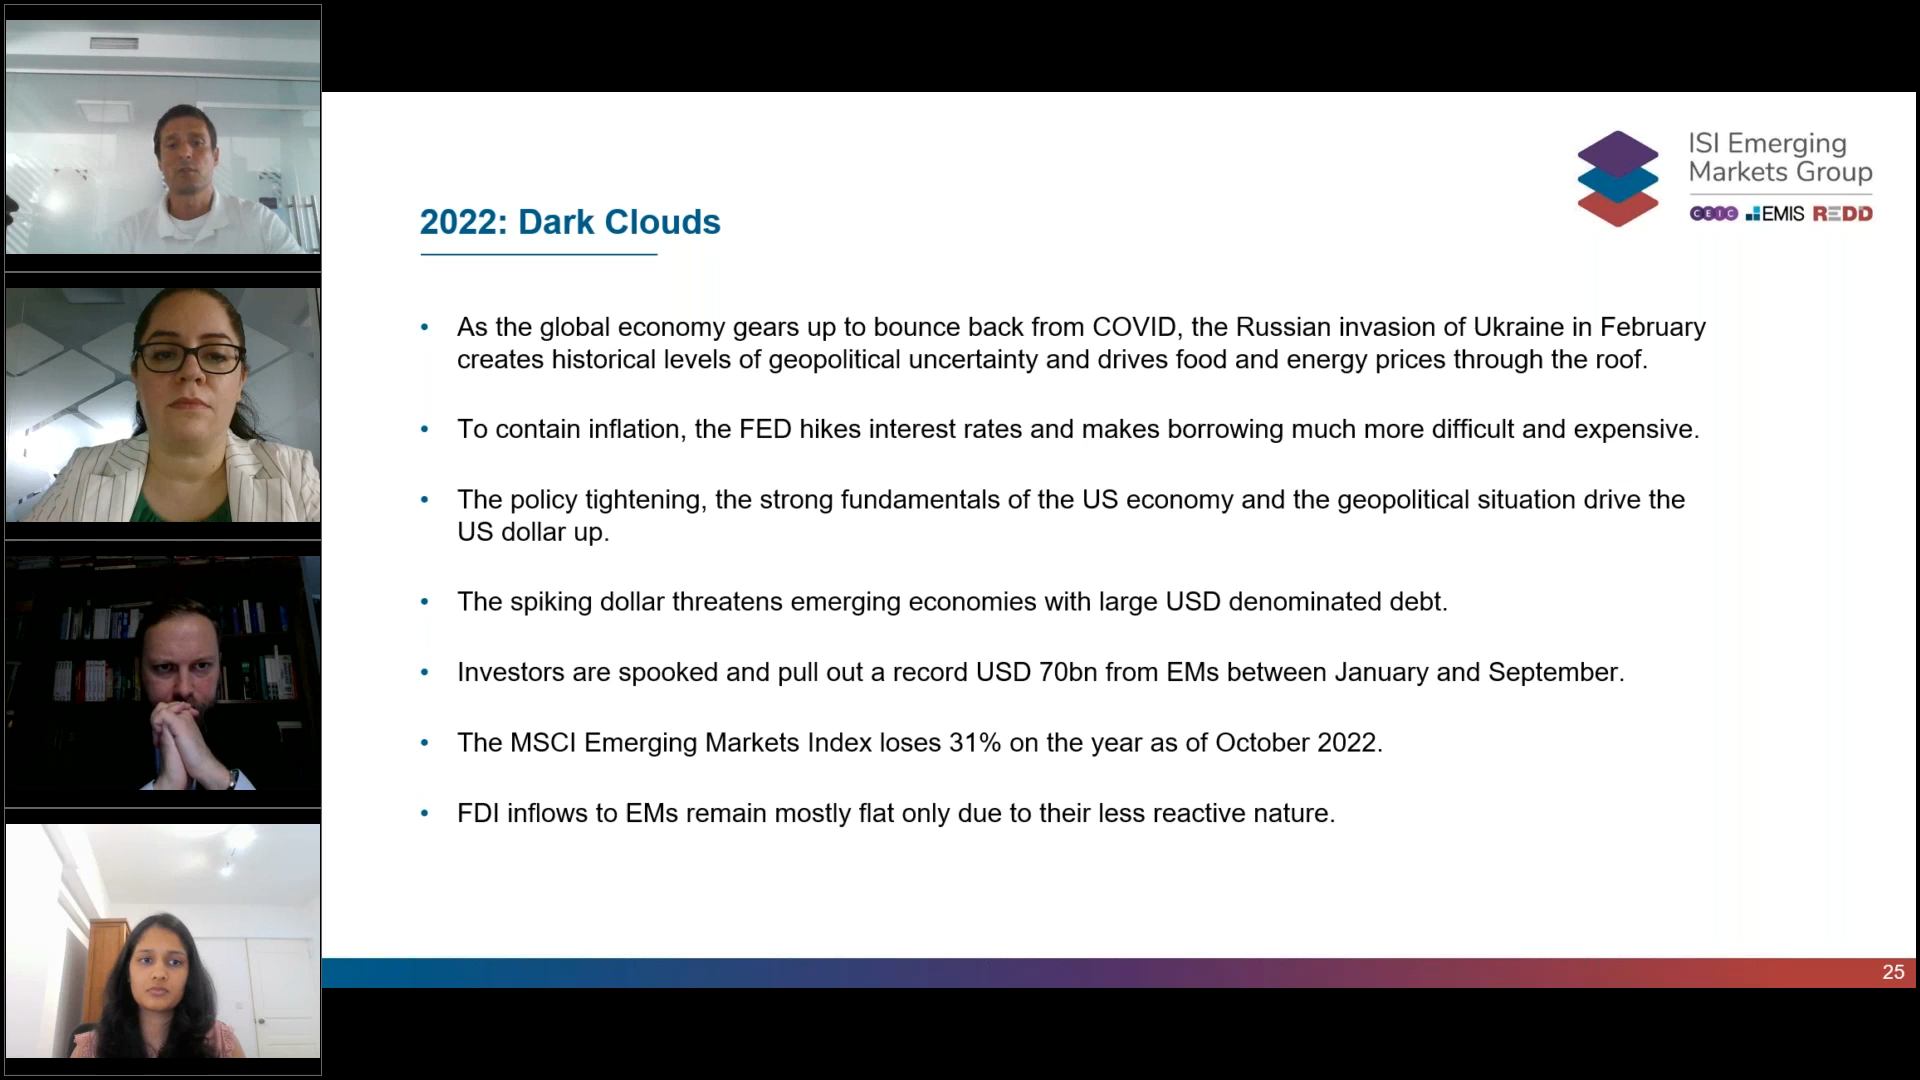 ISI Emerging
Markets Group
CEIC EMIS REDD
2022: Dark Clouds
• As the global economy gears up to bounce back from COVID, the Russian invasion of Ukraine in February
creates historical levels of geopolitical uncertainty and drives food and energy prices through the roof.
• To contain inflation, the FED hikes interest rates and makes borrowing much more difficult and expensive.
• The policy tightening, the strong fundamentals of the US economy and the geopolitical situation drive the
US dollar up.
• The spiking dollar threatens emerging economies with large USD denominated debt.
• Investors are spooked and pull out a record USD 70bn from EMs between January and September.
• The MSCI Emerging Markets Index loses 31% on the year as of October 2022.
• FDI inflows to EMs remain mostly flat only due to their less reactive nature.
25